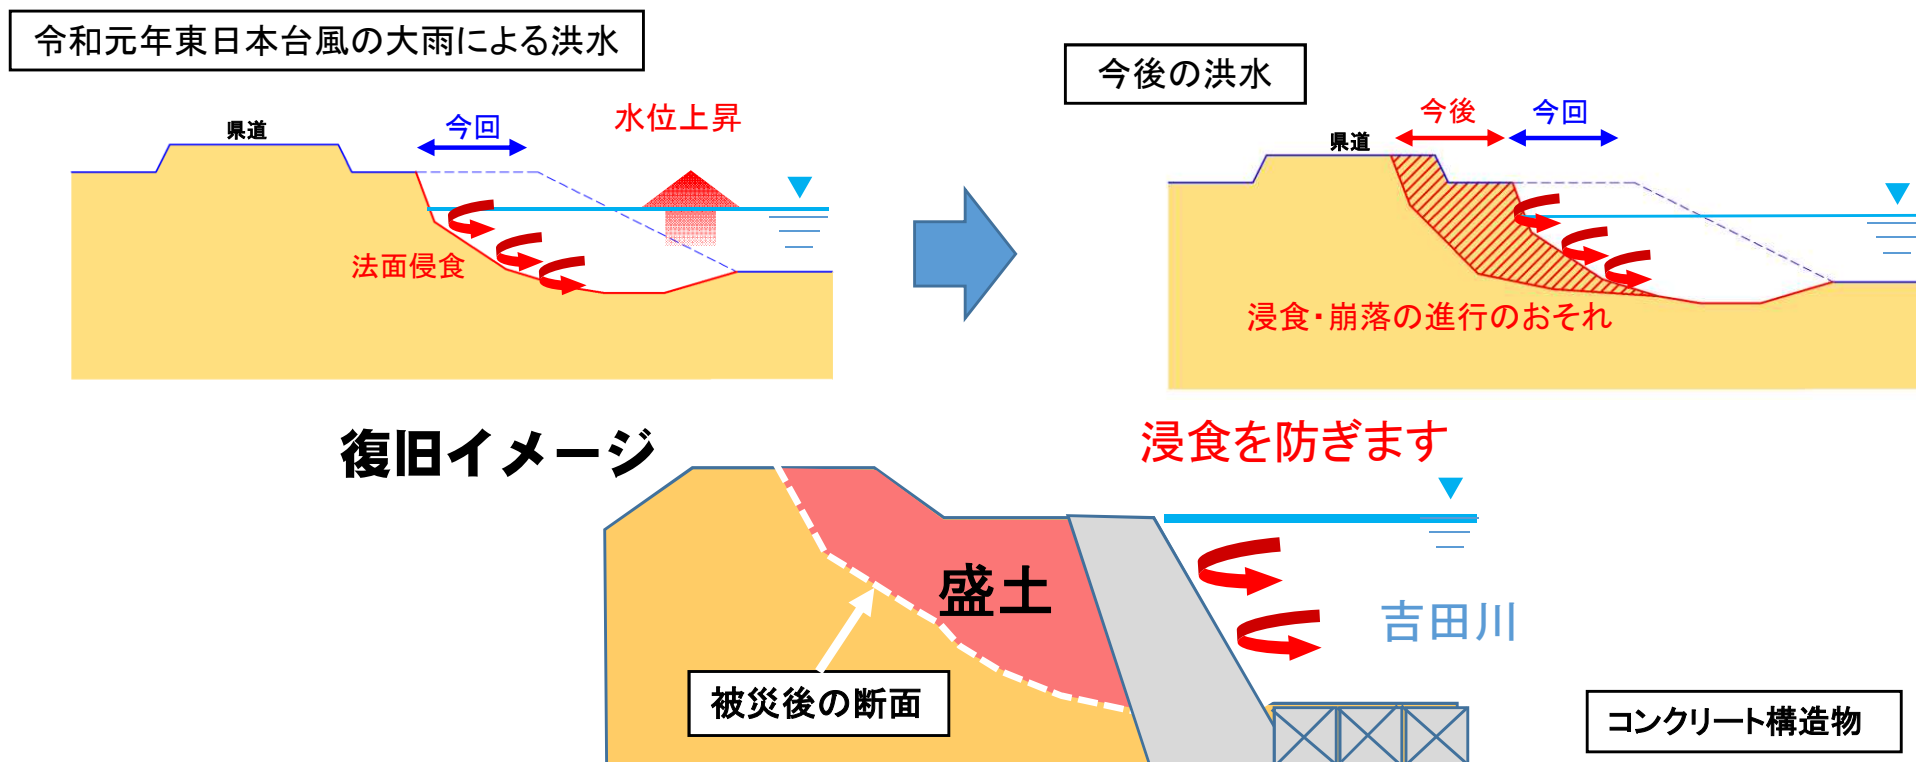 令和元年東日本台風の大雨による洪水
今後の洪水
県道
今回
水位上昇
法面侵食
県道
今後
今回
浸食・崩落の進行のおそれ
復旧イメージ
浸食を防ぎます
盛土
吉田川
被災後の断面
コンクリート構造物